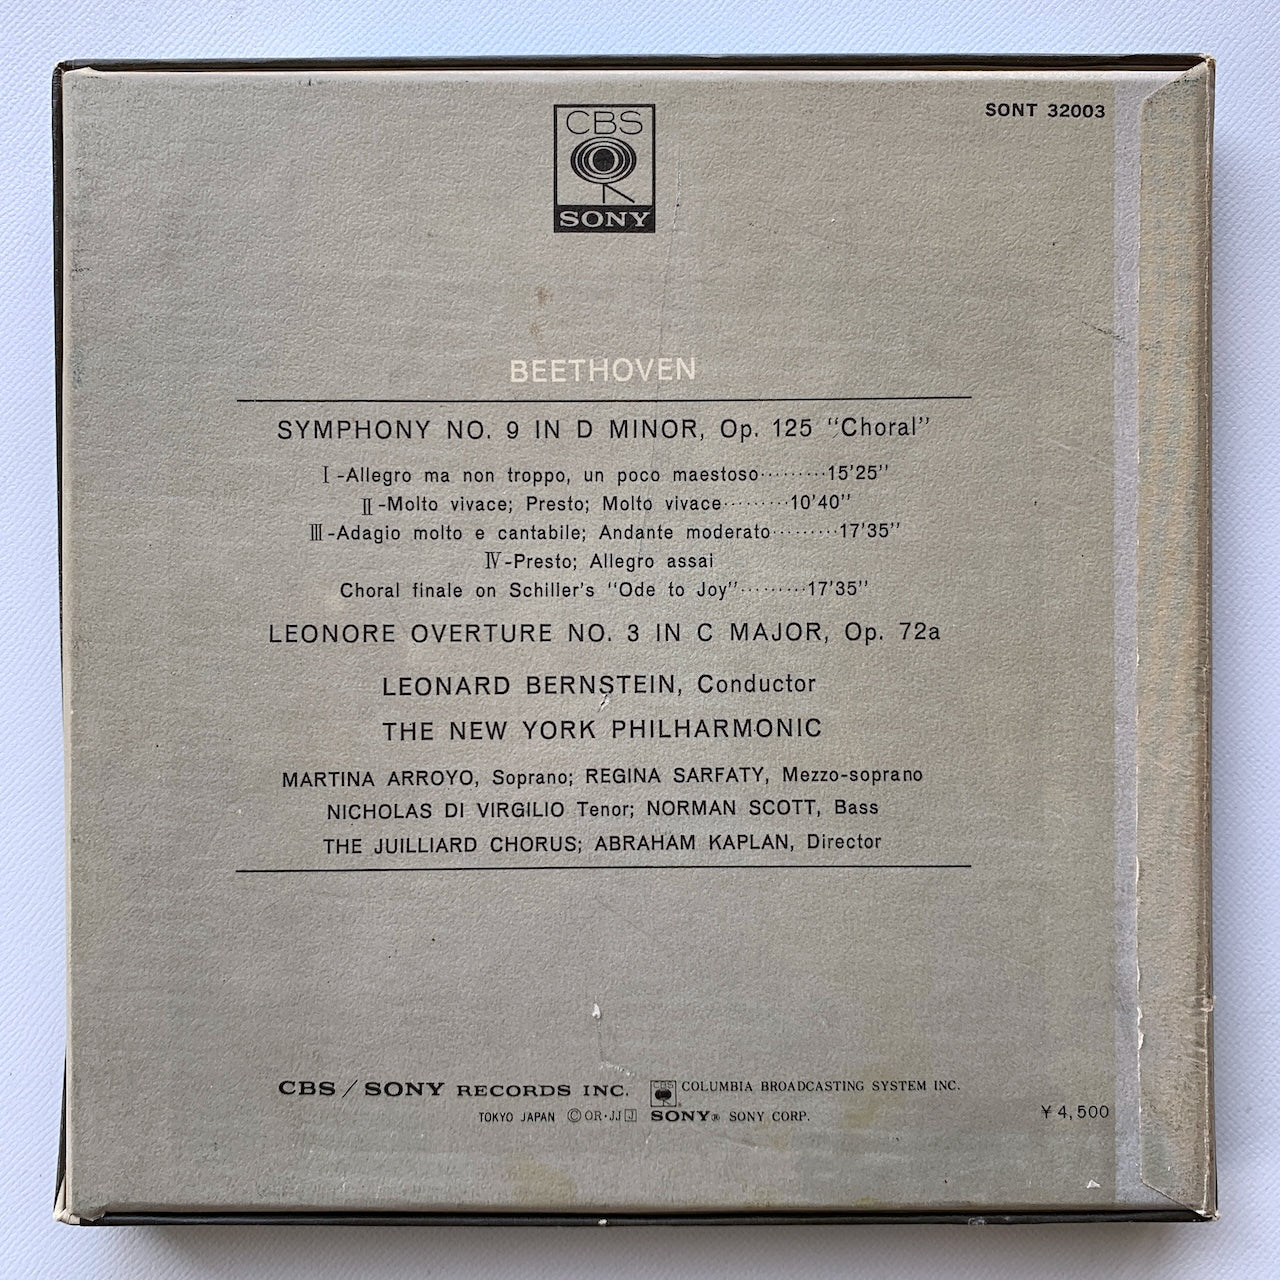 SONT 32003
CBS
SONY
BEETHOVEN
SYMPHONY NO. 9 IN D MINOR, Op. 125 “Choral”
Ⅰ-Allegro ma non troppo, un poco maestoso·········15'25''
Ⅱ-Molto vivace; Presto; Molto vivace·········10'40''
Ⅲ-Adagio molto e cantabile; Andante moderato·········17'35''
Ⅳ-Presto; Allegro assai
Choral finale on Schiller's “Ode to Joy”·········17'35''
LEONORE OVERTURE NO. 3 IN C MAJOR, Op. 72a
LEONARD BERNSTEIN, Conductor
THE NEW YORK PHILHARMONIC
MARTINA ARROYO, Soprano; REGINA SARFATY, Mezzo-soprano
NICHOLAS DI VIRGILIO Tenor; NORMAN SCOTT, Bass
THE JUILLIARD CHORUS; ABRAHAM KAPLAN, Director
CBS / SONY RECORDS INC. CBS COLUMBIA BROADCASTING SYSTEM INC.
TOKYO JAPAN ©OR·JJ J SONY® SONY CORP.
¥4,500